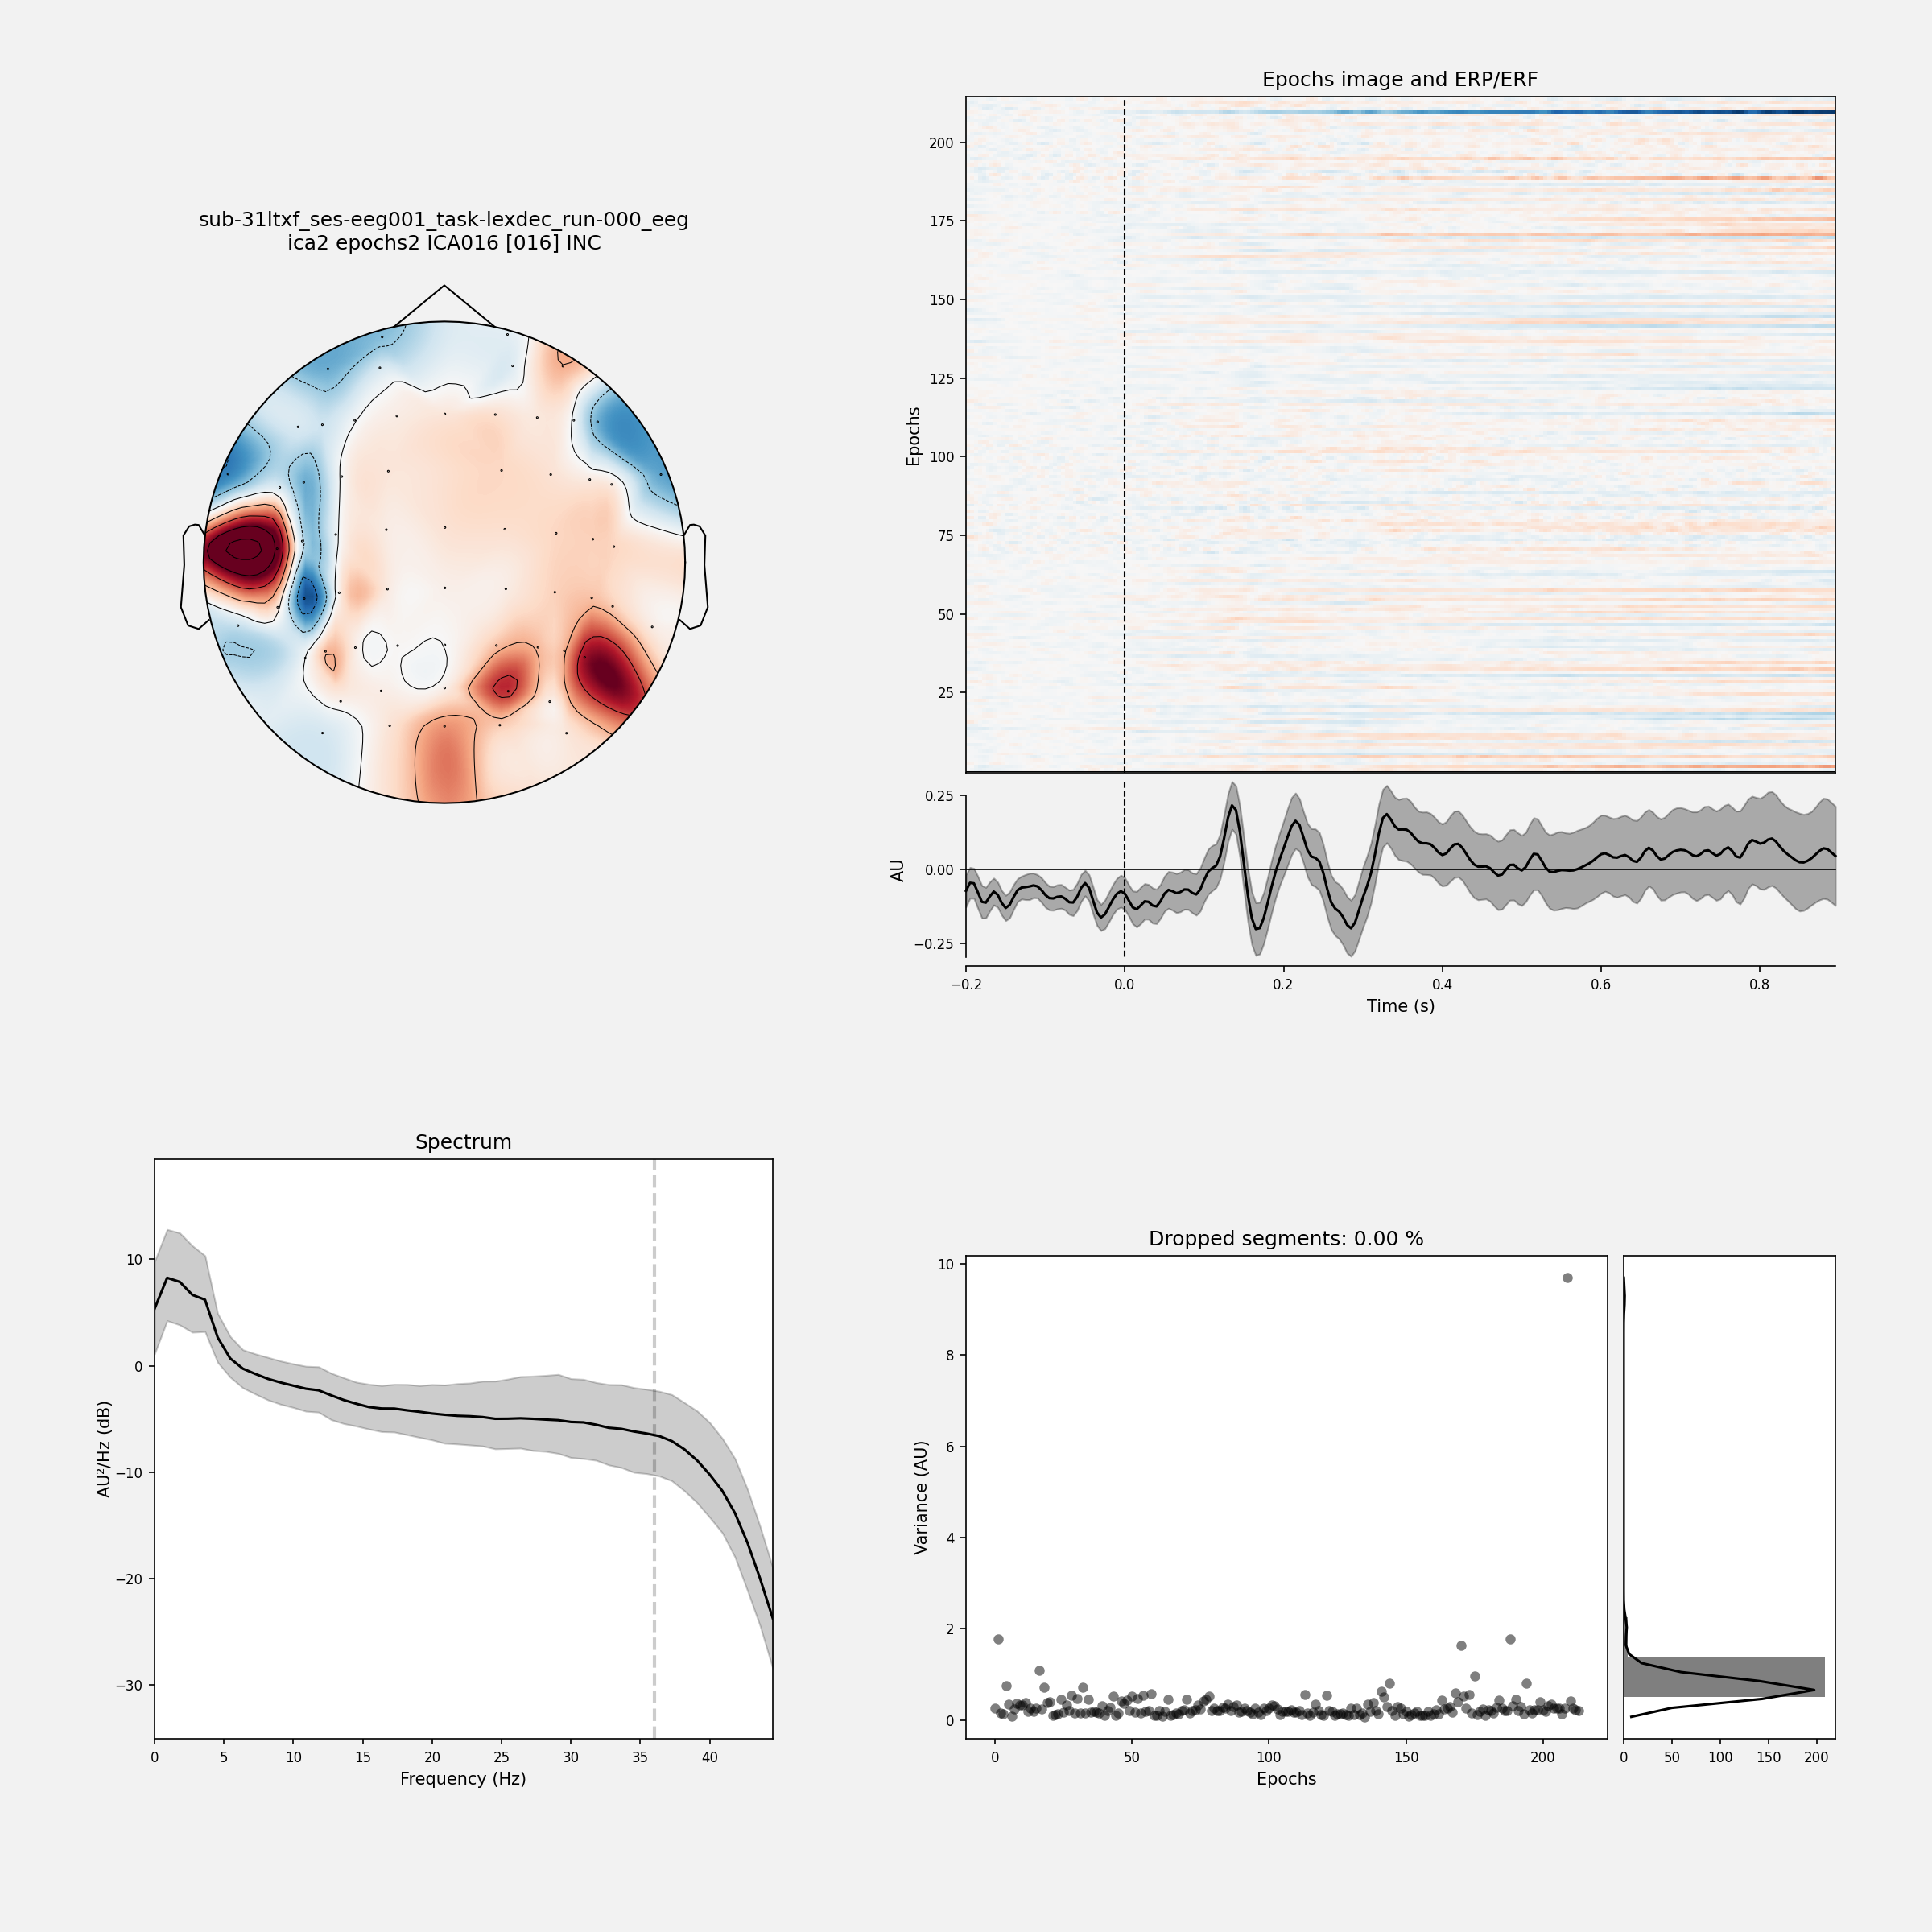 sub-31ltxf_ses-eeg001_task-lexdec_run-000_eeg
ica2 epochs2 ICA016 [016] INC
Epochs image and ERP/ERF
Epochs
200
175
150
125
100
75
50
25
AU
0.25
0.00
−0.25
−0.2 0.0 0.2 0.4 0.6 0.8
Time (s)
Spectrum
AU²/Hz (dB)
10
0
−10
−20
−30
0 5 10 15 20 25 30 35 40
Frequency (Hz)
Dropped segments: 0.00 %
Variance (AU)
10
8
6
4
2
0
0 50 100 150 200
Epochs
0 50 100 150 200